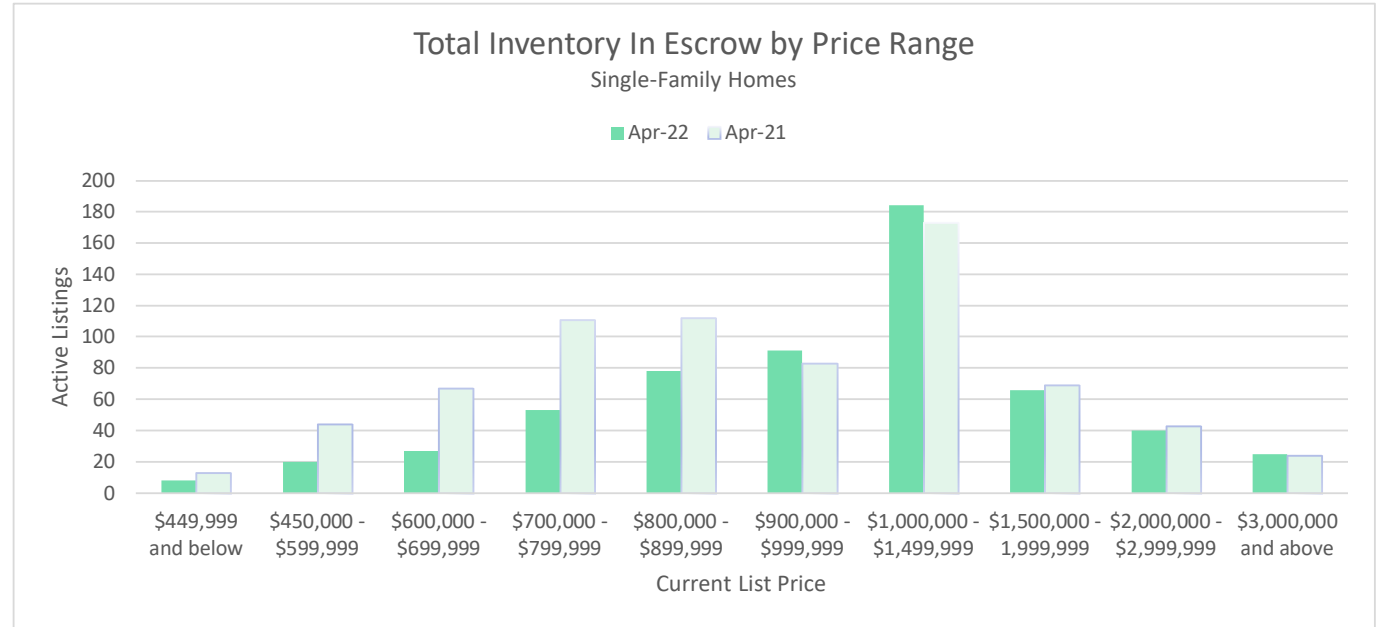 Total Inventory In Escrow by Price Range
Single-Family Homes
Apr-22 Apr-21
Active Listings
200
180
160
140
120
100
80
60
40
20
0
$449,999 $450,000 - $600,000 - $700,000 - $800,000 - $900,000 - $1,000,000 - $1,500,000 - $2,000,000 - $3,000,000
and below $599,999 $699,999 $799,999 $899,999 $999,999 $1,499,999 1,999,999 $2,999,999 and above
Current List Price